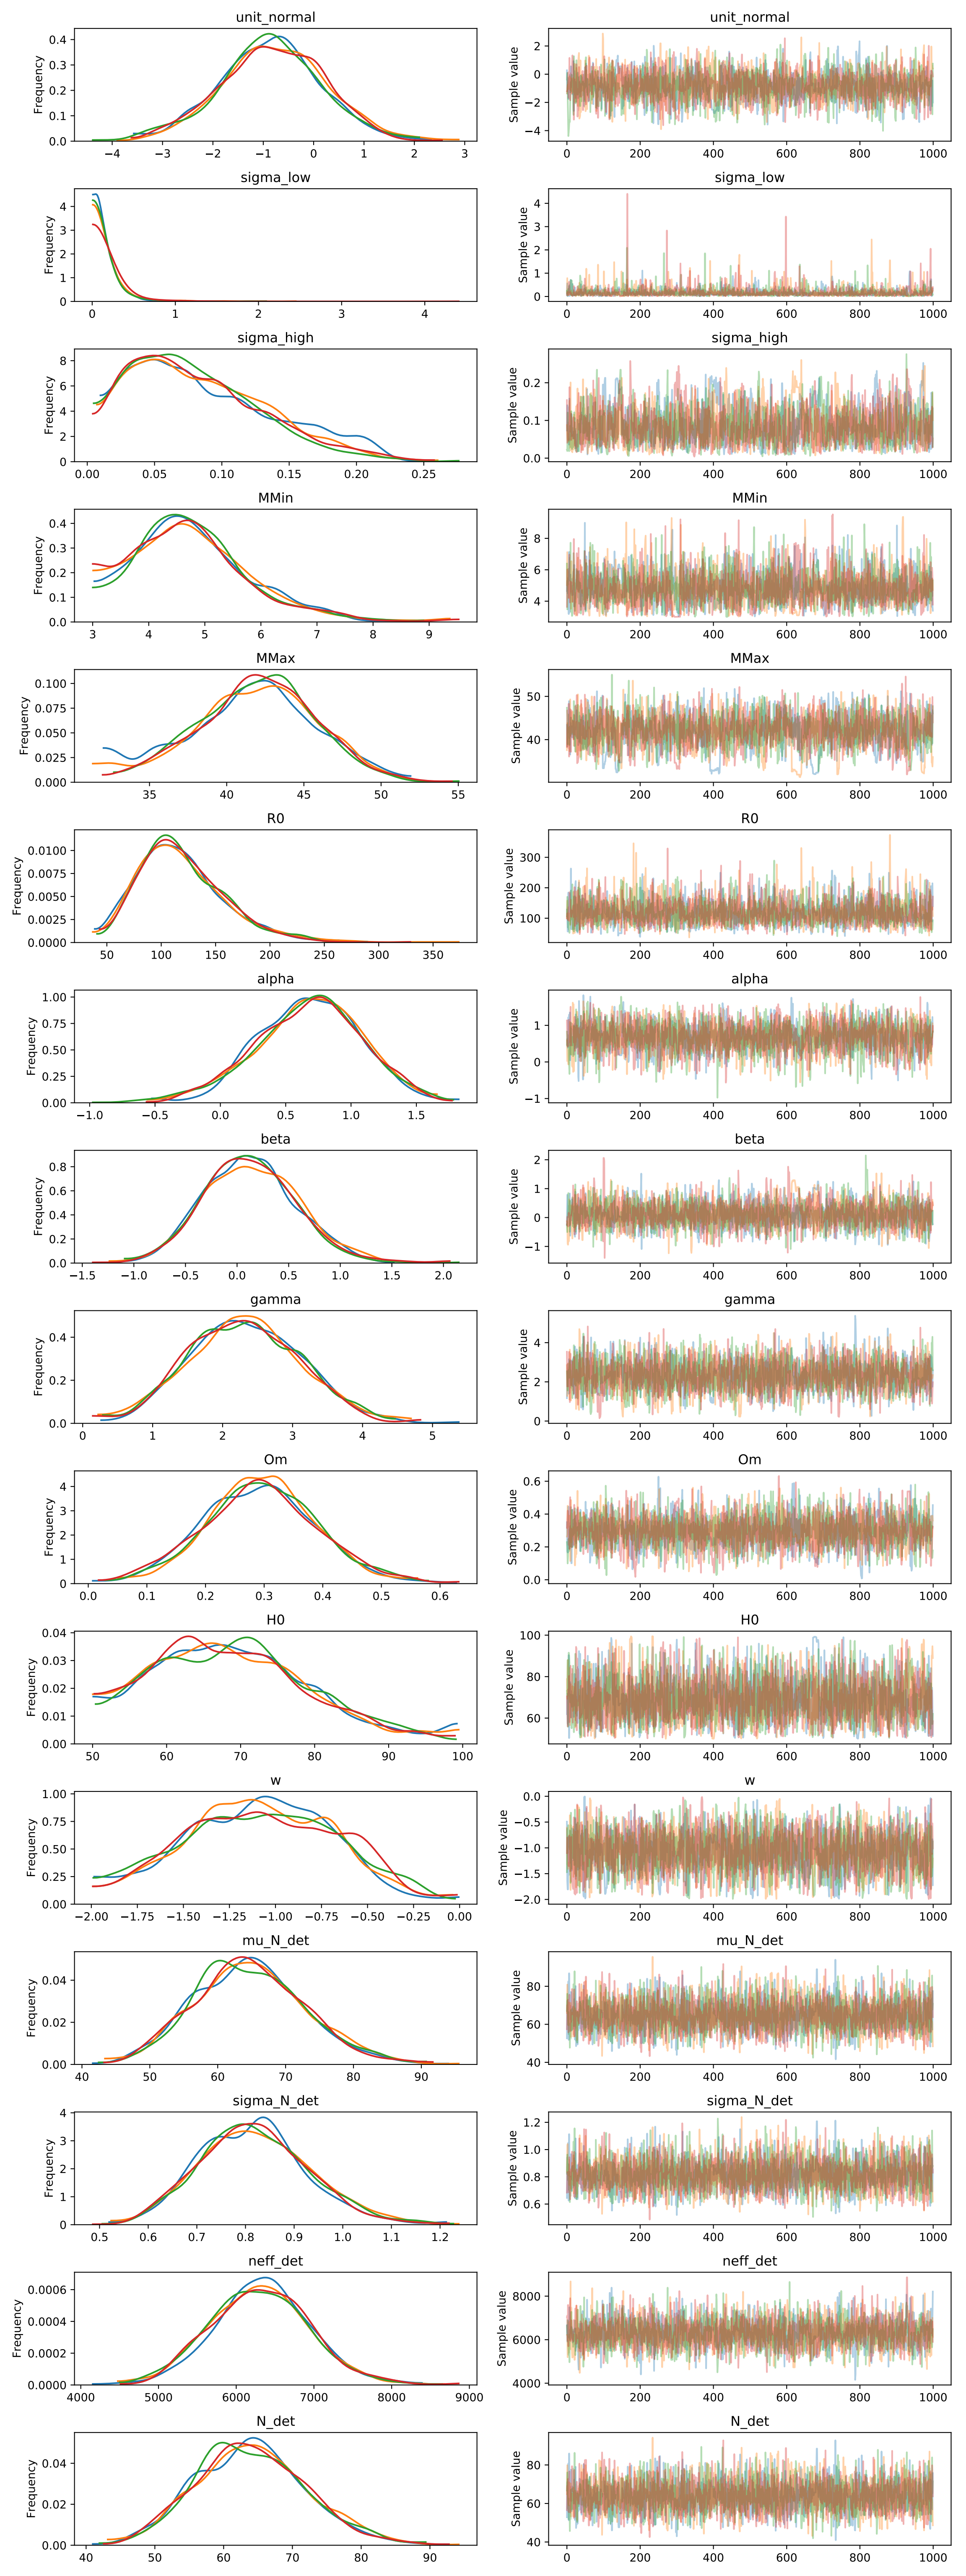 unit_normal
unit_normal
Frequency
0.4
0.3
0.2
0.1
0.0
−4 −3 −2 −1 0 1 2 3
Sample value
2
0
−2
−4
0 200 400 600 800 1000
sigma_low
sigma_low
Frequency
4
3
2
1
0
0 1 2 3 4
Sample value
4
3
2
1
0
0 200 400 600 800 1000
sigma_high
sigma_high
Frequency
8
6
4
2
0
0.00 0.05 0.10 0.15 0.20 0.25
Sample value
0.2
0.1
0.0
0 200 400 600 800 1000
MMin
MMin
Frequency
0.4
0.3
0.2
0.1
0.0
3 4 5 6 7 8 9
Sample value
8
6
4
0 200 400 600 800 1000
MMax
MMax
Frequency
0.100
0.075
0.050
0.025
0.000
35 40 45 50 55
Sample value
50
40
0 200 400 600 800 1000
R0
R0
Frequency
0.0100
0.0075
0.0050
0.0025
0.0000
50 100 150 200 250 300 350
Sample value
300
200
100
0 200 400 600 800 1000
alpha
alpha
Frequency
1.00
0.75
0.50
0.25
0.00
−1.0 −0.5 0.0 0.5 1.0 1.5
Sample value
1
0
−1
0 200 400 600 800 1000
beta
beta
Frequency
0.8
0.6
0.4
0.2
0.0
−1.5 −1.0 −0.5 0.0 0.5 1.0 1.5 2.0
Sample value
2
1
0
−1
0 200 400 600 800 1000
gamma
gamma
Frequency
0.4
0.2
0.0
0 1 2 3 4 5
Sample value
4
2
0
0 200 400 600 800 1000
Om
Om
Frequency
4
3
2
1
0
0.0 0.1 0.2 0.3 0.4 0.5 0.6
Sample value
0.6
0.4
0.2
0.0
0 200 400 600 800 1000
H0
H0
Frequency
0.04
0.03
0.02
0.01
0.00
50 60 70 80 90 100
Sample value
100
80
60
0 200 400 600 800 1000
w
w
Frequency
1.00
0.75
0.50
0.25
0.00
−2.00 −1.75 −1.50 −1.25 −1.00 −0.75 −0.50 −0.25 0.00
Sample value
0.0
−0.5
−1.0
−1.5
−2.0
0 200 400 600 800 1000
mu_N_det
mu_N_det
Frequency
0.04
0.02
0.00
40 50 60 70 80 90
Sample value
80
60
40
0 200 400 600 800 1000
sigma_N_det
sigma_N_det
Frequency
4
3
2
1
0
0.5 0.6 0.7 0.8 0.9 1.0 1.1 1.2
Sample value
1.2
1.0
0.8
0.6
0 200 400 600 800 1000
neff_det
neff_det
Frequency
0.0006
0.0004
0.0002
0.0000
4000 5000 6000 7000 8000 9000
Sample value
8000
6000
4000
0 200 400 600 800 1000
N_det
N_det
Frequency
0.04
0.02
0.00
40 50 60 70 80 90
Sample value
80
60
40
0 200 400 600 800 1000